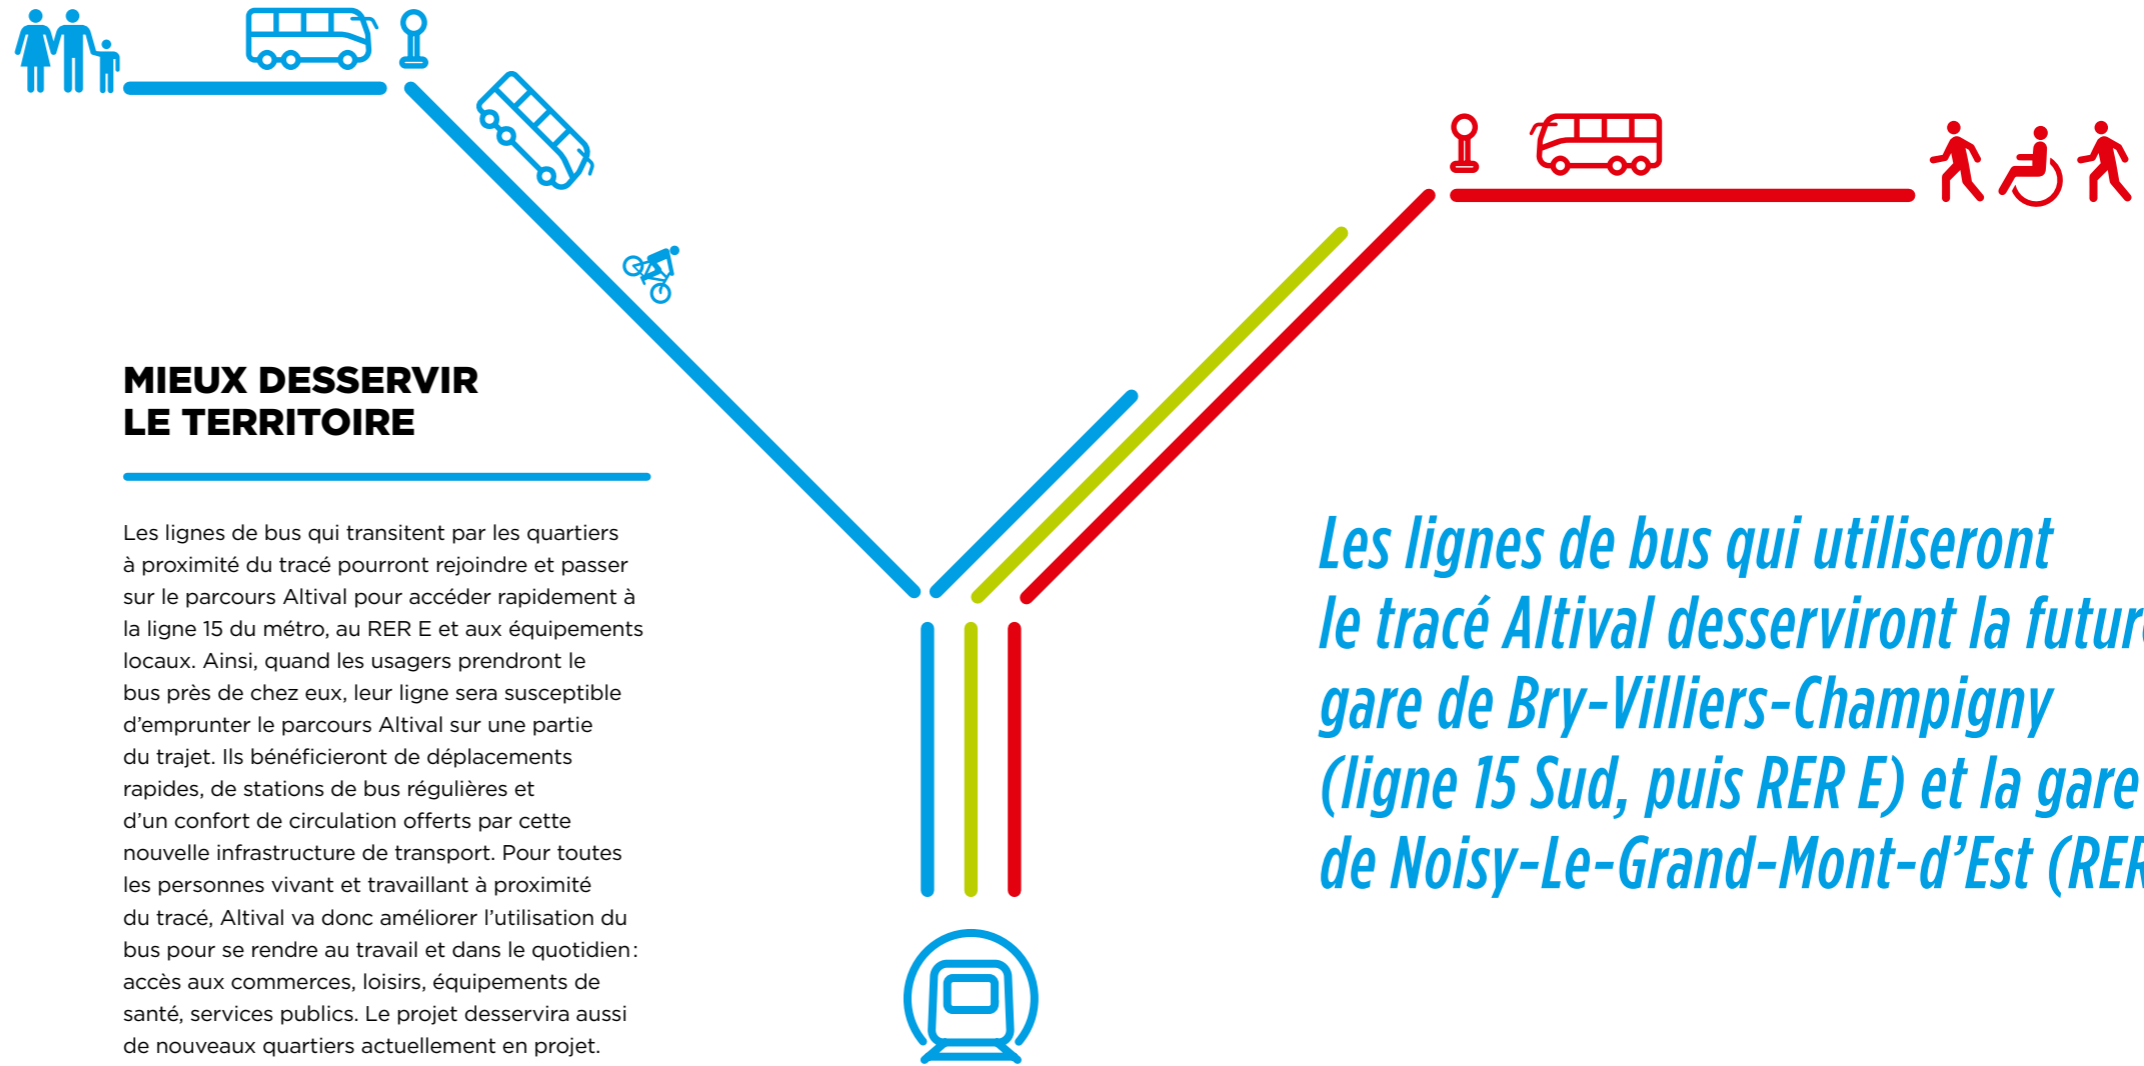 MIEUX DESSERVIR
LE TERRITOIRE
Les lignes de bus qui transitent par les quartiers
à proximité du tracé pourront rejoindre et passer
sur le parcours Altival pour accéder rapidement à
la ligne 15 du métro, au RER E et aux équipements
locaux. Ainsi, quand les usagers prendront le
bus près de chez eux, leur ligne sera susceptible
d’emprunter le parcours Altival sur une partie
du trajet. Ils bénéficieront de déplacements
rapides, de stations de bus régulières et
d’un confort de circulation offerts par cette
nouvelle infrastructure de transport. Pour toutes
les personnes vivant et travaillant à proximité
du tracé, Altival va donc améliorer l’utilisation du
bus pour se rendre au travail et dans le quotidien :
accès aux commerces, loisirs, équipements de
santé, services publics. Le projet desservira aussi
de nouveaux quartiers actuellement en projet.
Les lignes de bus qui utiliseront
le tracé Altival desserviront la future
gare de Bry-Villiers-Champigny
(ligne 15 Sud, puis RER E) et la gare
de Noisy-Le-Grand-Mont-d’Est (RER